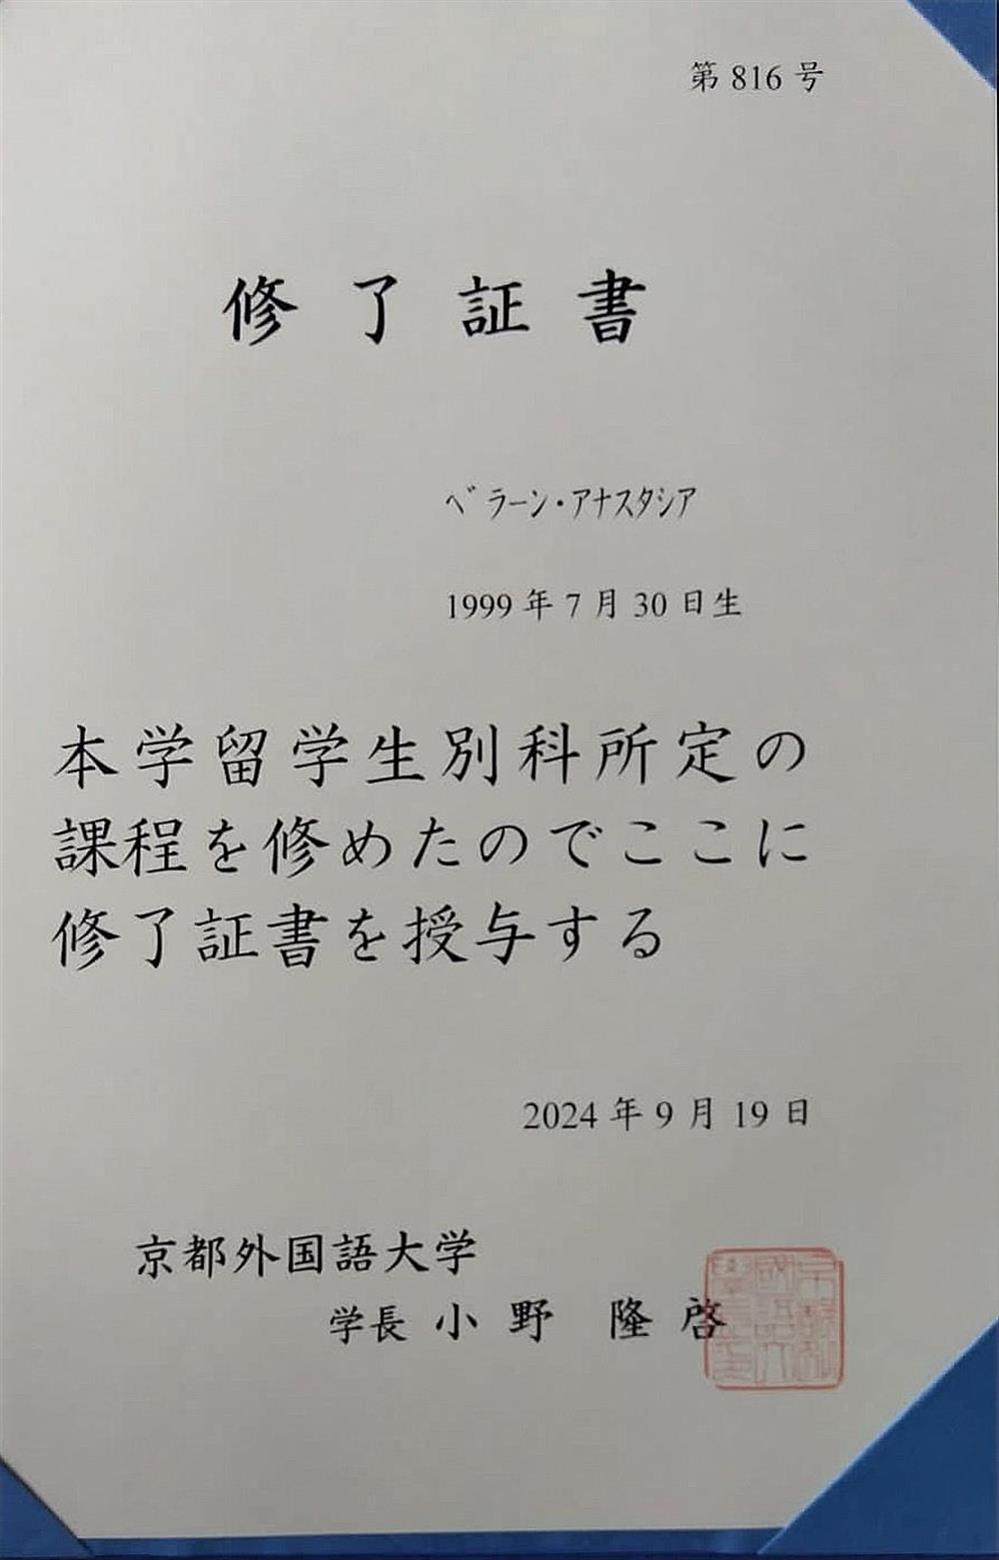 第 816 号
修了証書
ベラーン・アナスタシア
1999 年 7 月 30 日生
本学留学生別科所定の
課程を修めたのでここに
修了証書を授与する
2024 年 9 月 19 日
京都外国語大学
学長 小野 隆啓